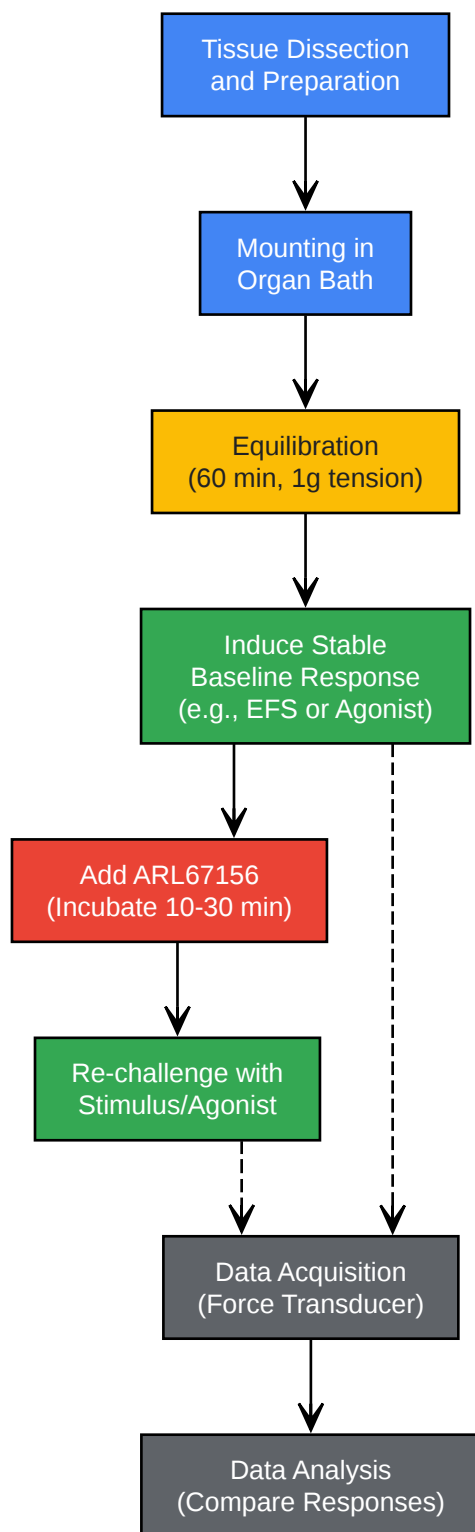 Tissue Dissection
and Preparation
Mounting in
Organ Bath
Equilibration
(60 min, 1g tension)
Induce Stable
Baseline Response
(e.g., EFS or Agonist)
Add ARL67156
(Incubate 10-30 min)
Re-challenge with
Stimulus/Agonist
Data Acquisition
(Force Transducer)
Data Analysis
(Compare Responses)